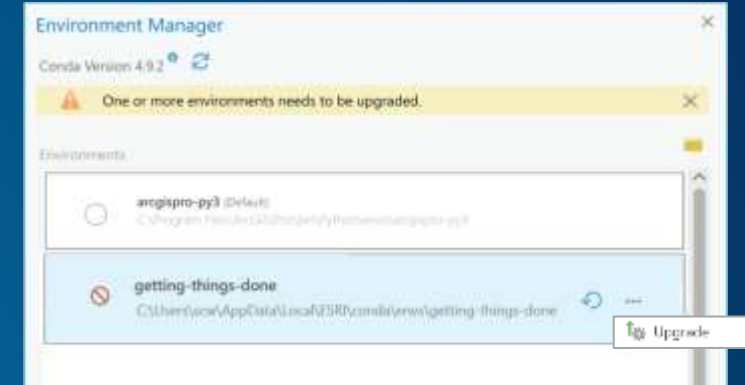 Environment Manager
Conda Version 4.9.2
One or more environments needs to be upgraded.
Environments
arcgispro-py3 (Default)
getting-things-done
C:\Users\ucw\AppData\Local\ESRI\conda\envs\getting-things-done
Upgrade